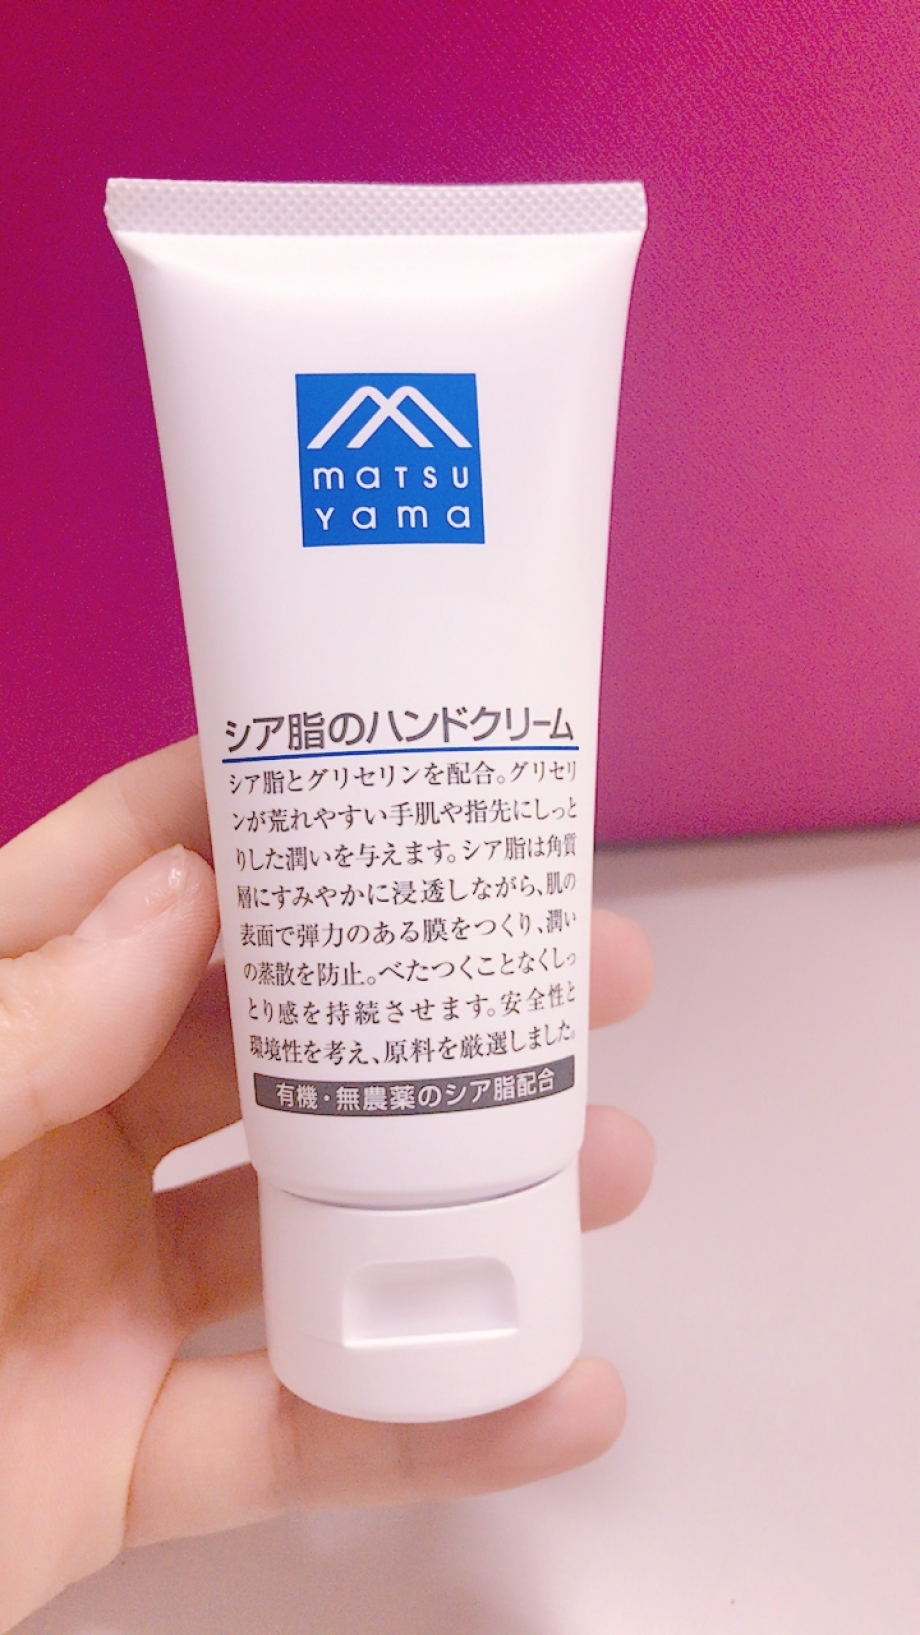 maTSU
Yama
シア脂のハンドクリーム
シア脂とグリセリンを配合。グリセリ
ンが荒れやすい手肌や指先にしっと
りした潤いを与えます。シア脂は角質
層にすみやかに浸透しながら、肌の
表面で弾力のある膜をつくり、潤い
の蒸散を防止。べたつくことなくしっ
とり感を持続させます。安全性と
環境性を考え、原料を厳選しました。
有機・無農薬のシア脂配合